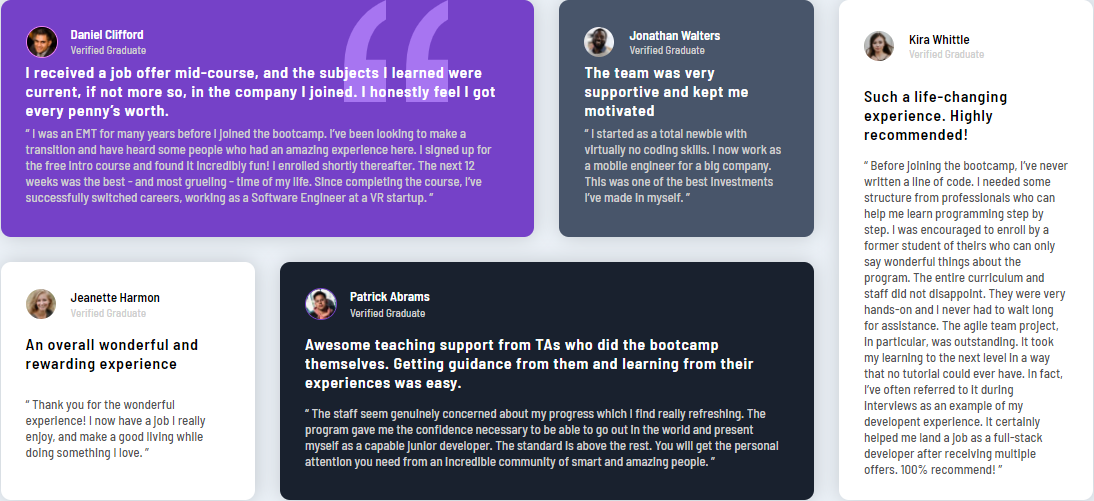 Daniel Clifford
Verified Graduate
I received a job offer mid-course, and the subjects I learned were
current, if not more so, in the company I joined. I honestly feel I got
every penny’s worth.
“ I was an EMT for many years before I joined the bootcamp. I’ve been looking to make a
transition and have heard some people who had an amazing experience here. I signed up for
the free intro course and found it incredibly fun! I enrolled shortly thereafter. The next 12
weeks was the best - and most grueling - time of my life. Since completing the course, I’ve
successfully switched careers, working as a Software Engineer at a VR startup. ”
Jonathan Walters
Verified Graduate
The team was very
supportive and kept me
motivated
“ I started as a total newbie with
virtually no coding skills. I now work as
a mobile engineer for a big company.
This was one of the best investments
I’ve made in myself. ”
Kira Whittle
Verified Graduate
Such a life-changing
experience. Highly
recommended!
“ Before joining the bootcamp, I’ve never
written a line of code. I needed some
structure from professionals who can
help me learn programming step by
step. I was encouraged to enroll by a
former student of theirs who can only
say wonderful things about the
program. The entire curriculum and
staff did not disappoint. They were very
hands-on and I never had to wait long
for assistance. The agile team project,
in particular, was outstanding. It took
my learning to the next level in a way
that no tutorial could ever have. In fact,
I’ve often referred to it during
interviews as an example of my
developent experience. It certainly
helped me land a job as a full-stack
developer after receiving multiple
offers. 100% recommend! ”
Jeanette Harmon
Verified Graduate
An overall wonderful and
rewarding experience
“ Thank you for the wonderful
experience! I now have a job I really
enjoy, and make a good living while
doing something I love. ”
Patrick Abrams
Verified Graduate
Awesome teaching support from TAs who did the bootcamp
themselves. Getting guidance from them and learning from their
experiences was easy.
“ The staff seem genuinely concerned about my progress which I find really refreshing. The
program gave me the confidence necessary to be able to go out in the world and present
myself as a capable junior developer. The standard is above the rest. You will get the personal
attention you need from an incredible community of smart and amazing people. ”